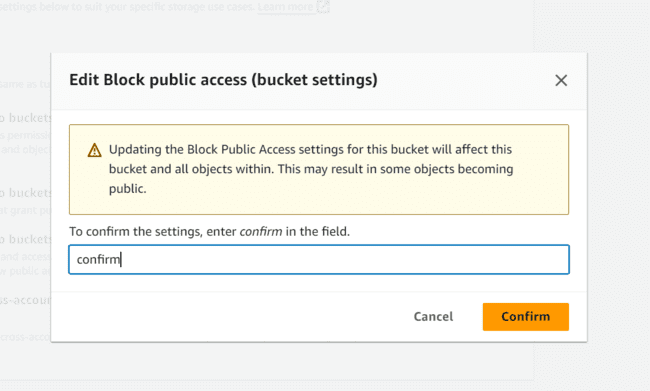 settings below to suit your specific storage use cases. Learn more
Edit Block public access (bucket settings)
Updating the Block Public Access settings for this bucket will affect this
bucket and all objects within. This may result in some objects becoming
public.
To confirm the settings, enter confirm in the field.
confirm
Cancel
Confirm